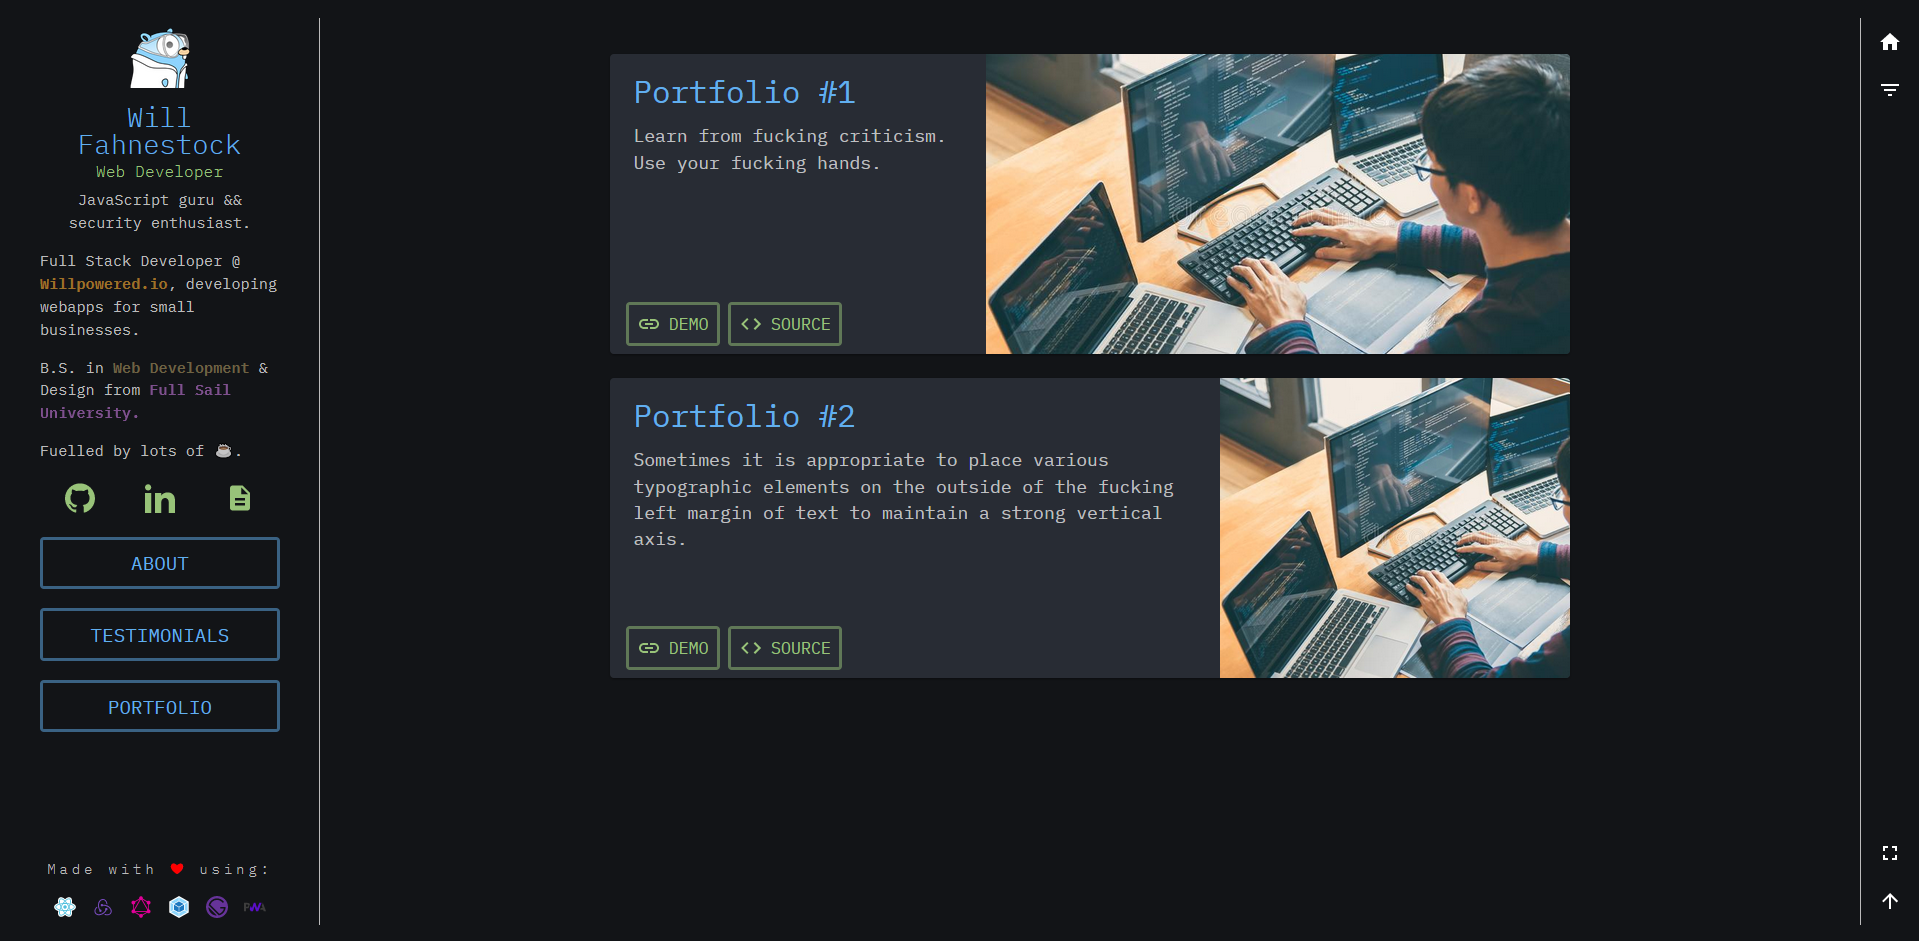 Will
Fahnestock
Web Developer
JavaScript guru &&
security enthusiast.
Full Stack Developer @
Willpowered.io, developing
webapps for small
businesses.
B.S. in Web Development &
Design from Full Sail
University.
Fuelled by lots of ☕.
ABOUT
TESTIMONIALS
PORTFOLIO
Made with ❤ using:
PWA
Portfolio #1
Learn from fucking criticism.
Use your fucking hands.
DEMO
SOURCE
Portfolio #2
Sometimes it is appropriate to place various
typographic elements on the outside of the fucking
left margin of text to maintain a strong vertical
axis.
DEMO
SOURCE